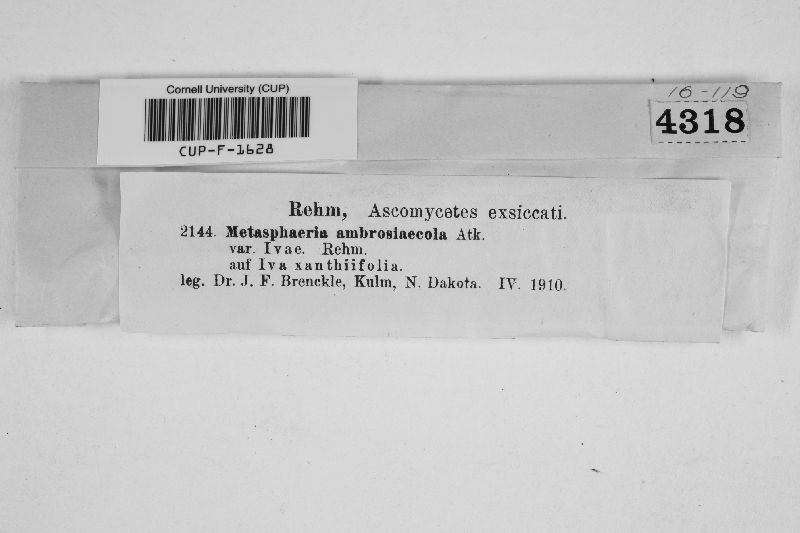 Cornell University (CUP)
CUP-F-1628
16-119
4318
Rehm, Ascomycetes exsiccati.
2144. Metasphaeria ambrosiaecola Atk.
var. Ivae. Rehm.
auf Iva xanthiifolia.
leg. Dr. J. F. Brenckle, Kulm, N. Dakota. IV. 1910.